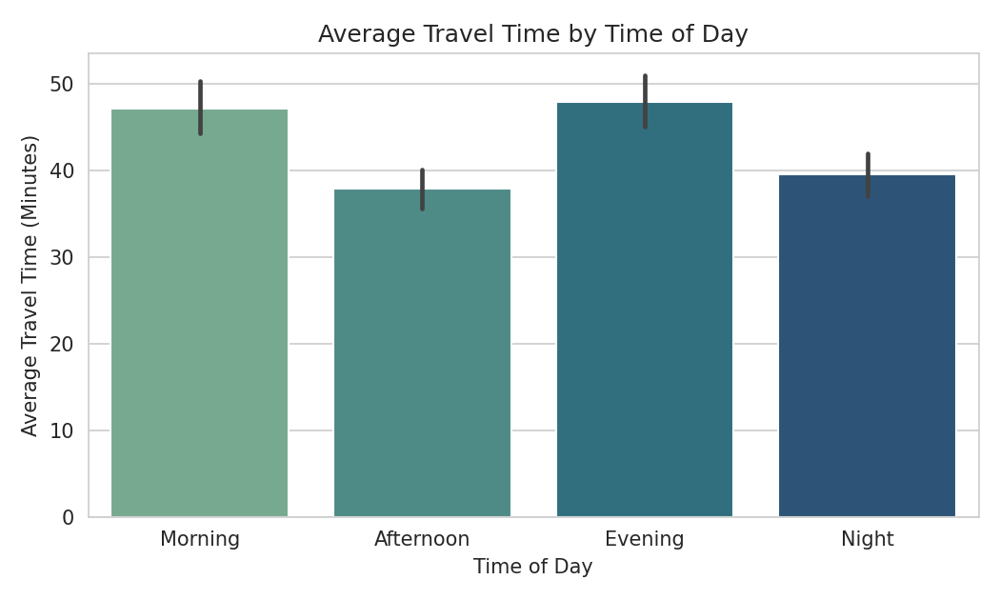 Average Travel Time by Time of Day
Average Travel Time (Minutes)
50
40
30
20
10
0
Morning
Afternoon
Evening
Night
Time of Day